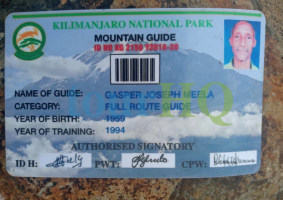 KILIMANJARO NATIONAL PARK
MOUNTAIN GUIDE
NAME OF GUIDE: GASPER JOSEPH MEELA
CATEGORY: FULL ROUTE GUIDE
YEAR OF BIRTH: 1959
YEAR OF TRAINING: 1994
AUTHORISED SIGNATORY
ID H: PWT: CPW: